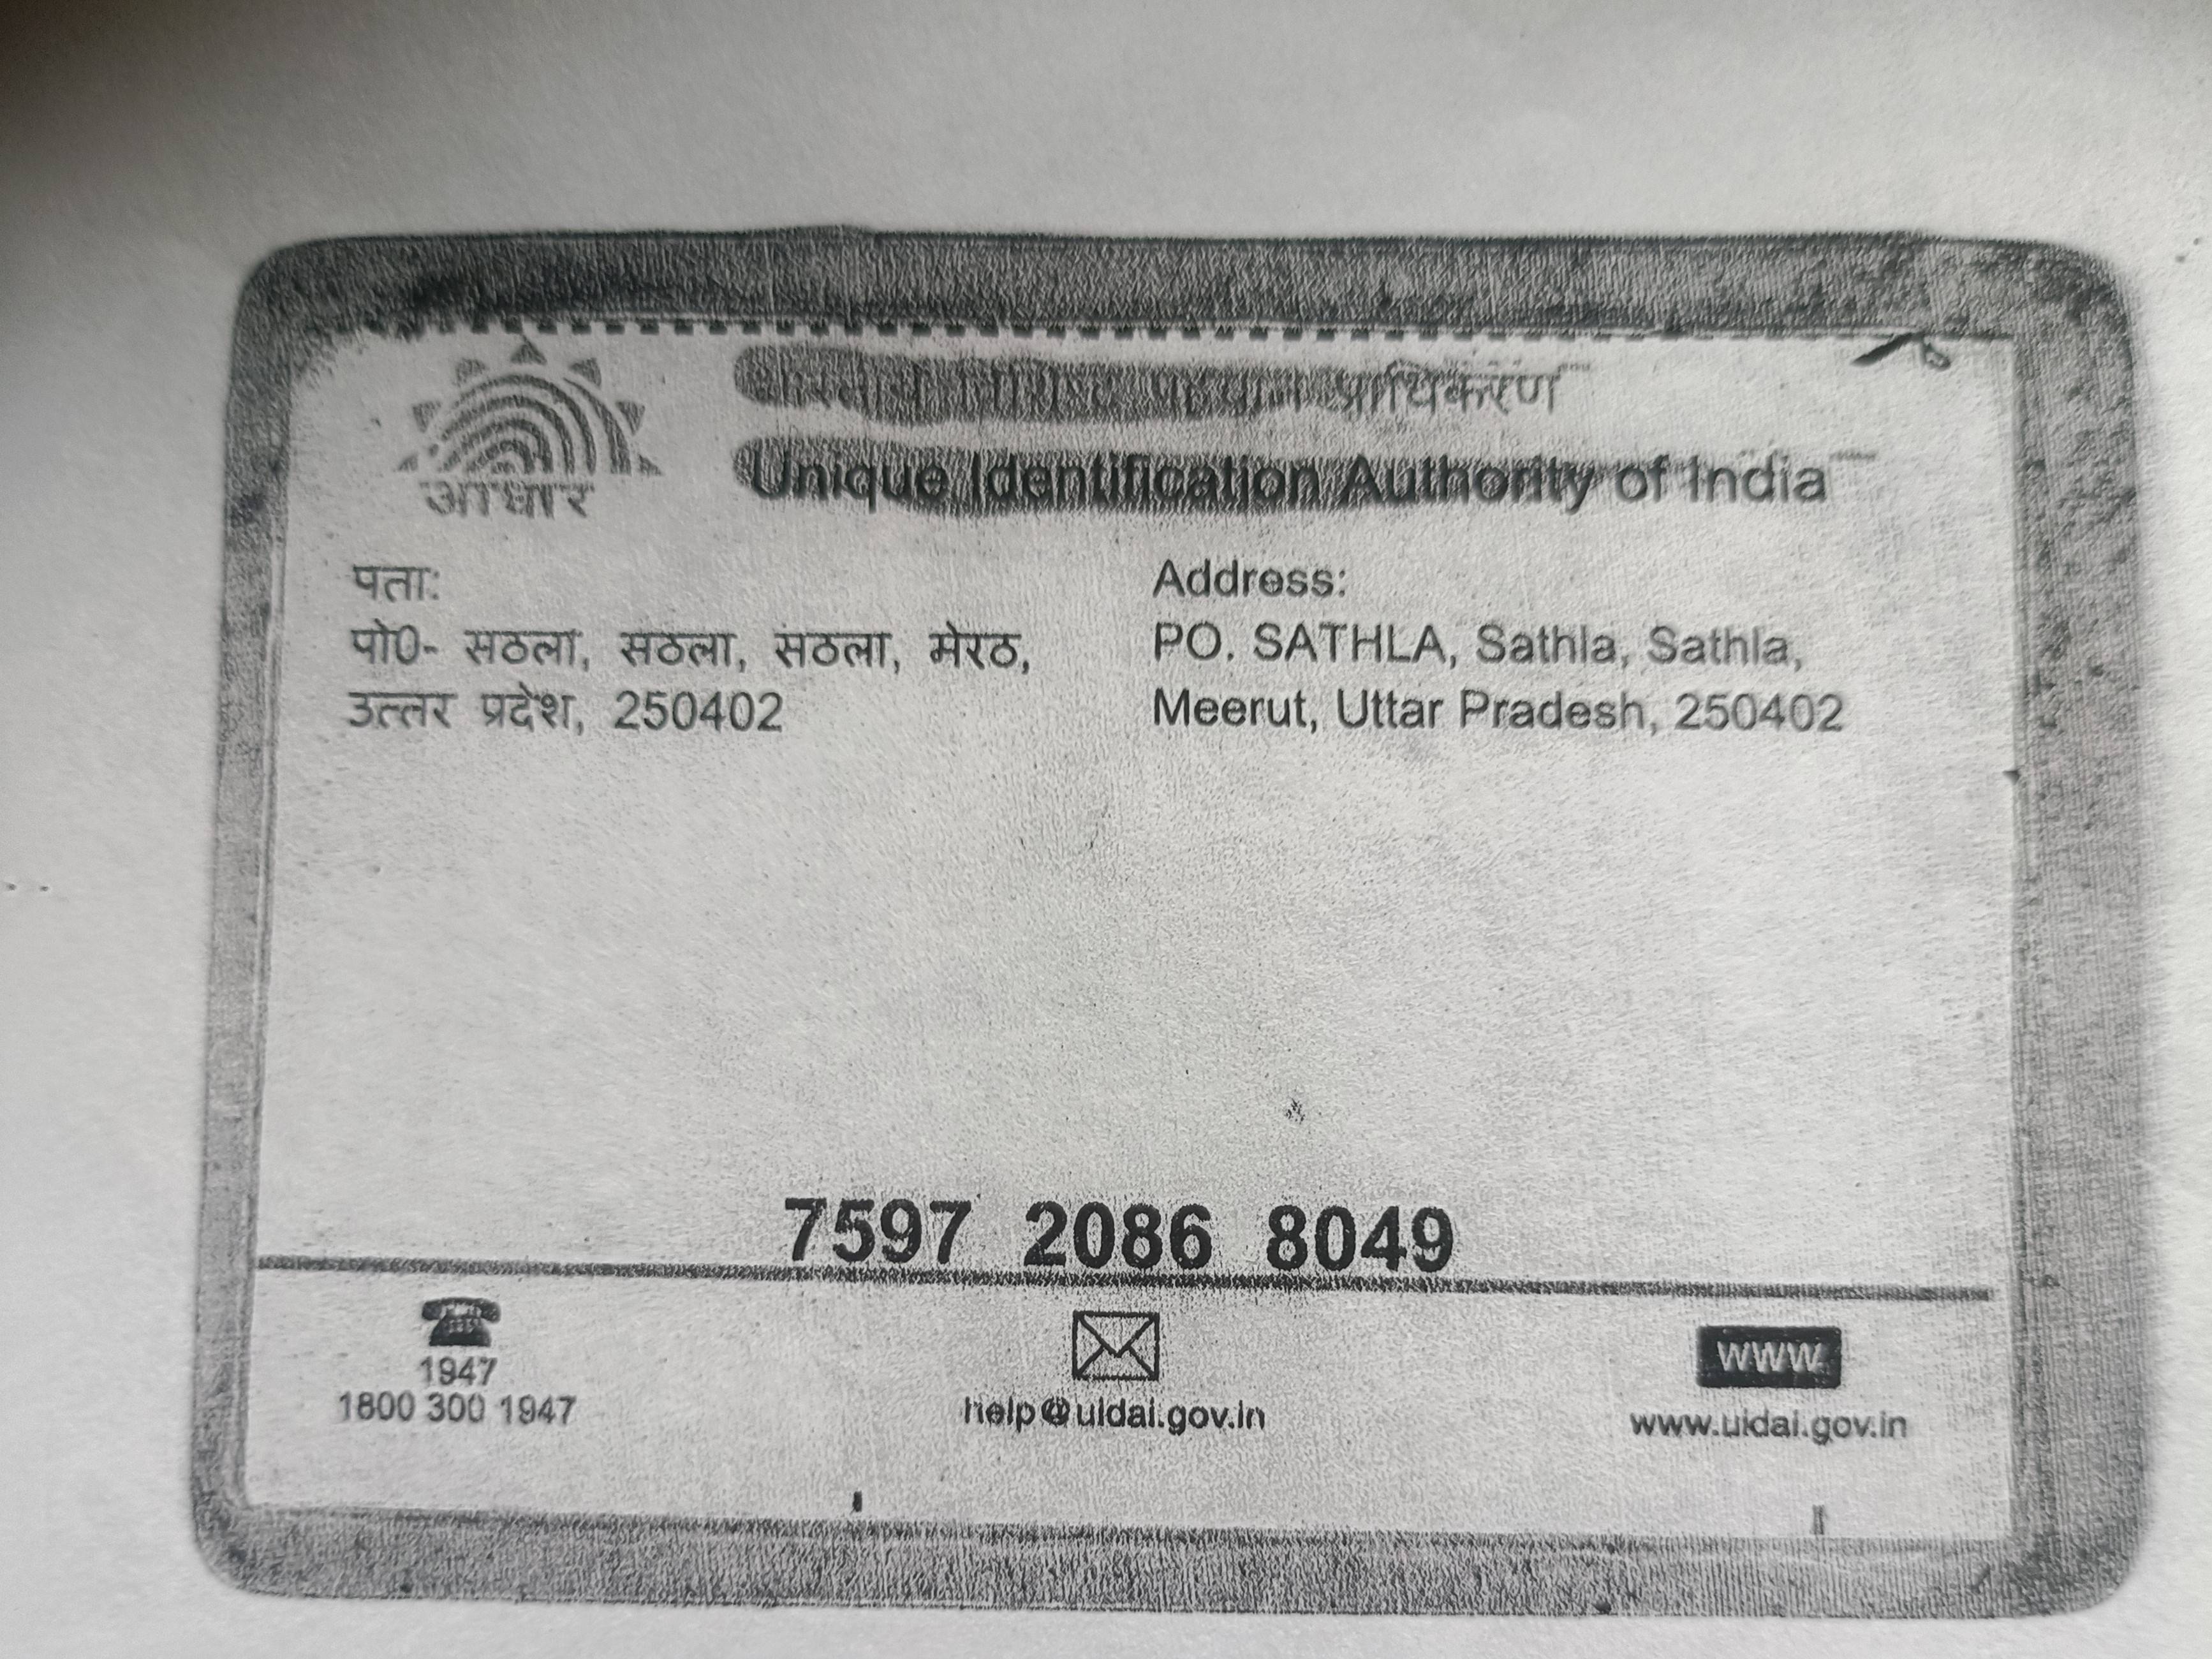 आधार
भारतीय विशिष्ट पहचान प्राधिकरण
Unique Identification Authority of India
पता:
पो0- सठला, सठला, सठला, मेरठ,
उत्तर प्रदेश, 250402
Address:
PO. SATHLA, Sathla, Sathla,
Meerut, Uttar Pradesh, 250402
7597 2086 8049
1947
1800 300 1947
help@uidai.gov.in
www
www.uidai.gov.in